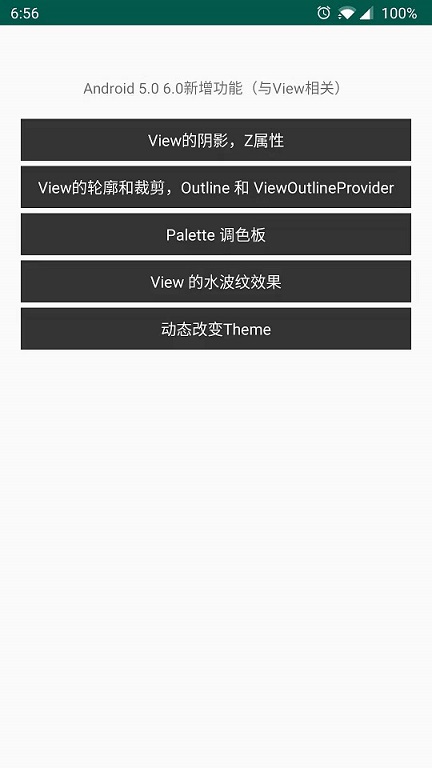 6:56 100%
Android 5.0 6.0新增功能（与View相关）
View的阴影，Z属性
View的轮廓和裁剪，Outline 和 ViewOutlineProvider
Palette 调色板
View 的水波纹效果
动态改变Theme